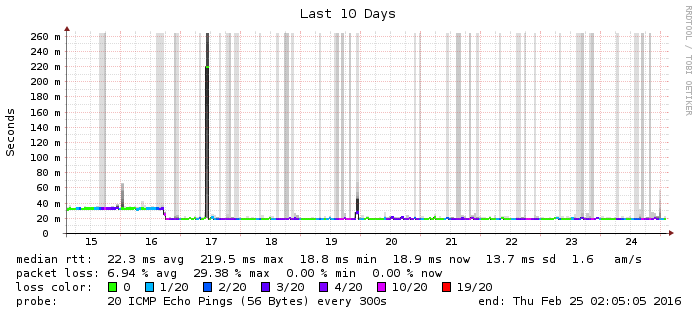 Last 10 Days
RRDTOOL / TOBI OETIKER
Seconds
260 m
240 m
220 m
200 m
180 m
160 m
140 m
120 m
100 m
80 m
60 m
40 m
20 m
0
15 16 17 18 19 20 21 22 23 24
median rtt: 22.3 ms avg 219.5 ms max 18.8 ms min 18.9 ms now 13.7 ms sd 1.6 am/s
packet loss: 6.94 % avg 29.38 % max 0.00 % min 0.00 % now
loss color: 0 1/20 2/20 3/20 4/20 10/20 19/20
probe: 20 ICMP Echo Pings (56 Bytes) every 300s end: Thu Feb 25 02:05:05 2016